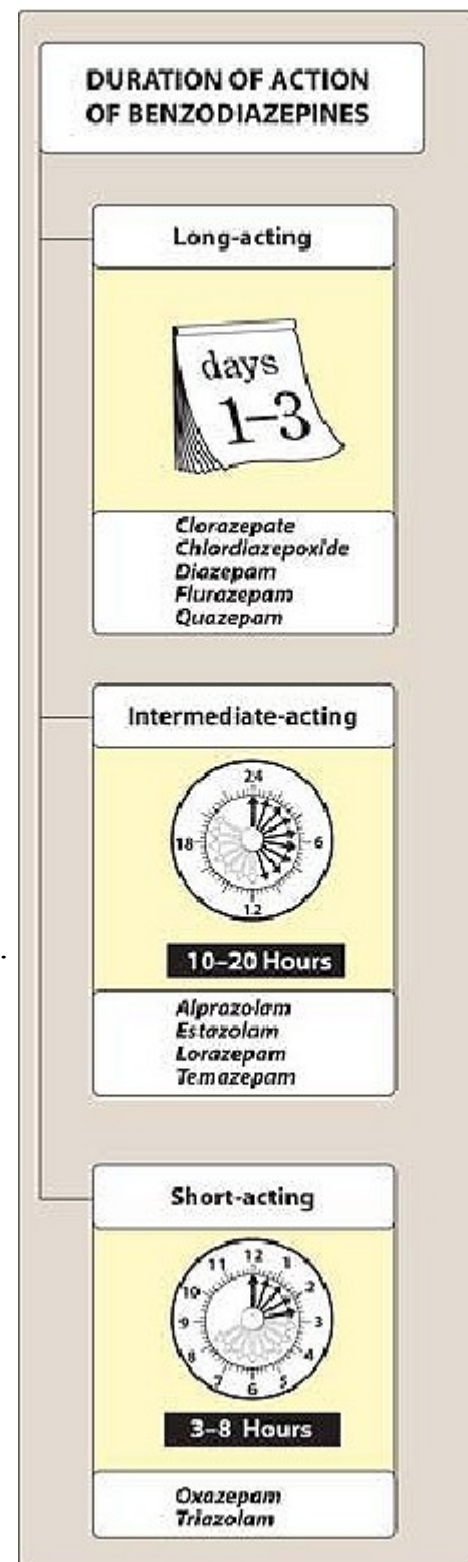 DURATION OF ACTION
OF BENZODIAZEPINES
Long-acting
days
1–3
Clorazepate
Chlordiazepoxide
Diazepam
Flurazepam
Quazepam
Intermediate-acting
24
18
6
12
10–20 Hours
Alprazolam
Estazolam
Lorazepam
Temazepam
Short-acting
12
11
1
10
2
9
3
8
4
7
5
6
3–8 Hours
Oxazepam
Triazolam